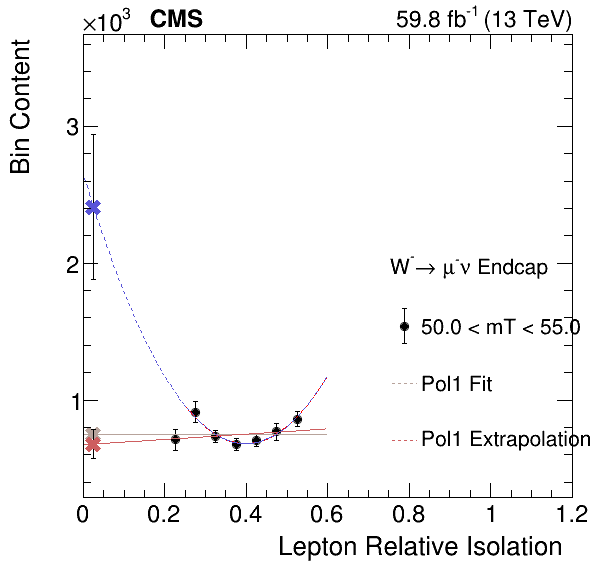 ×10³ CMS 59.8 fb⁻¹ (13 TeV)
Bin Content
3
2
1
W⁻→ μ⁻ν Endcap
50.0 < mT < 55.0
Pol1 Fit
Pol1 Extrapolation
0 0.2 0.4 0.6 0.8 1 1.2
Lepton Relative Isolation